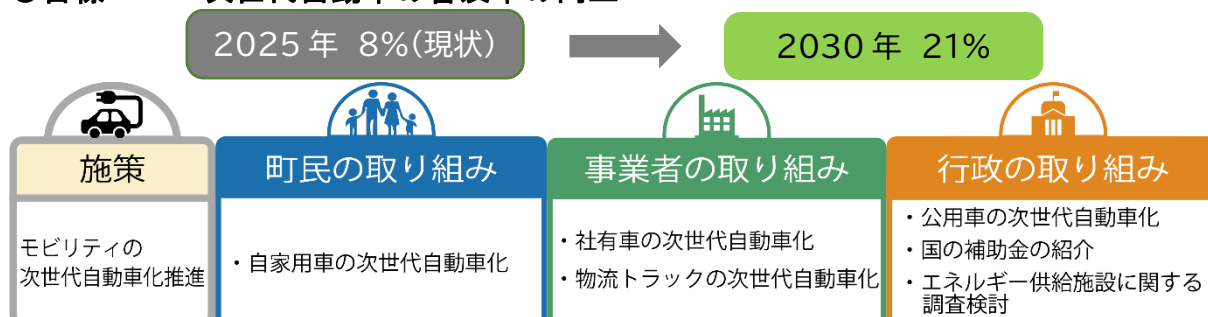 2025年 8%(現状)
2030年 21%
施策
町民の取り組み
事業者の取り組み
行政の取り組み
モビリティの
次世代自動車化推進
・自家用車の次世代自動車化
・社有車の次世代自動車化
・物流トラックの次世代自動車化
・公用車の次世代自動車化
・国の補助金の紹介
・エネルギー供給施設に関する
調査検討